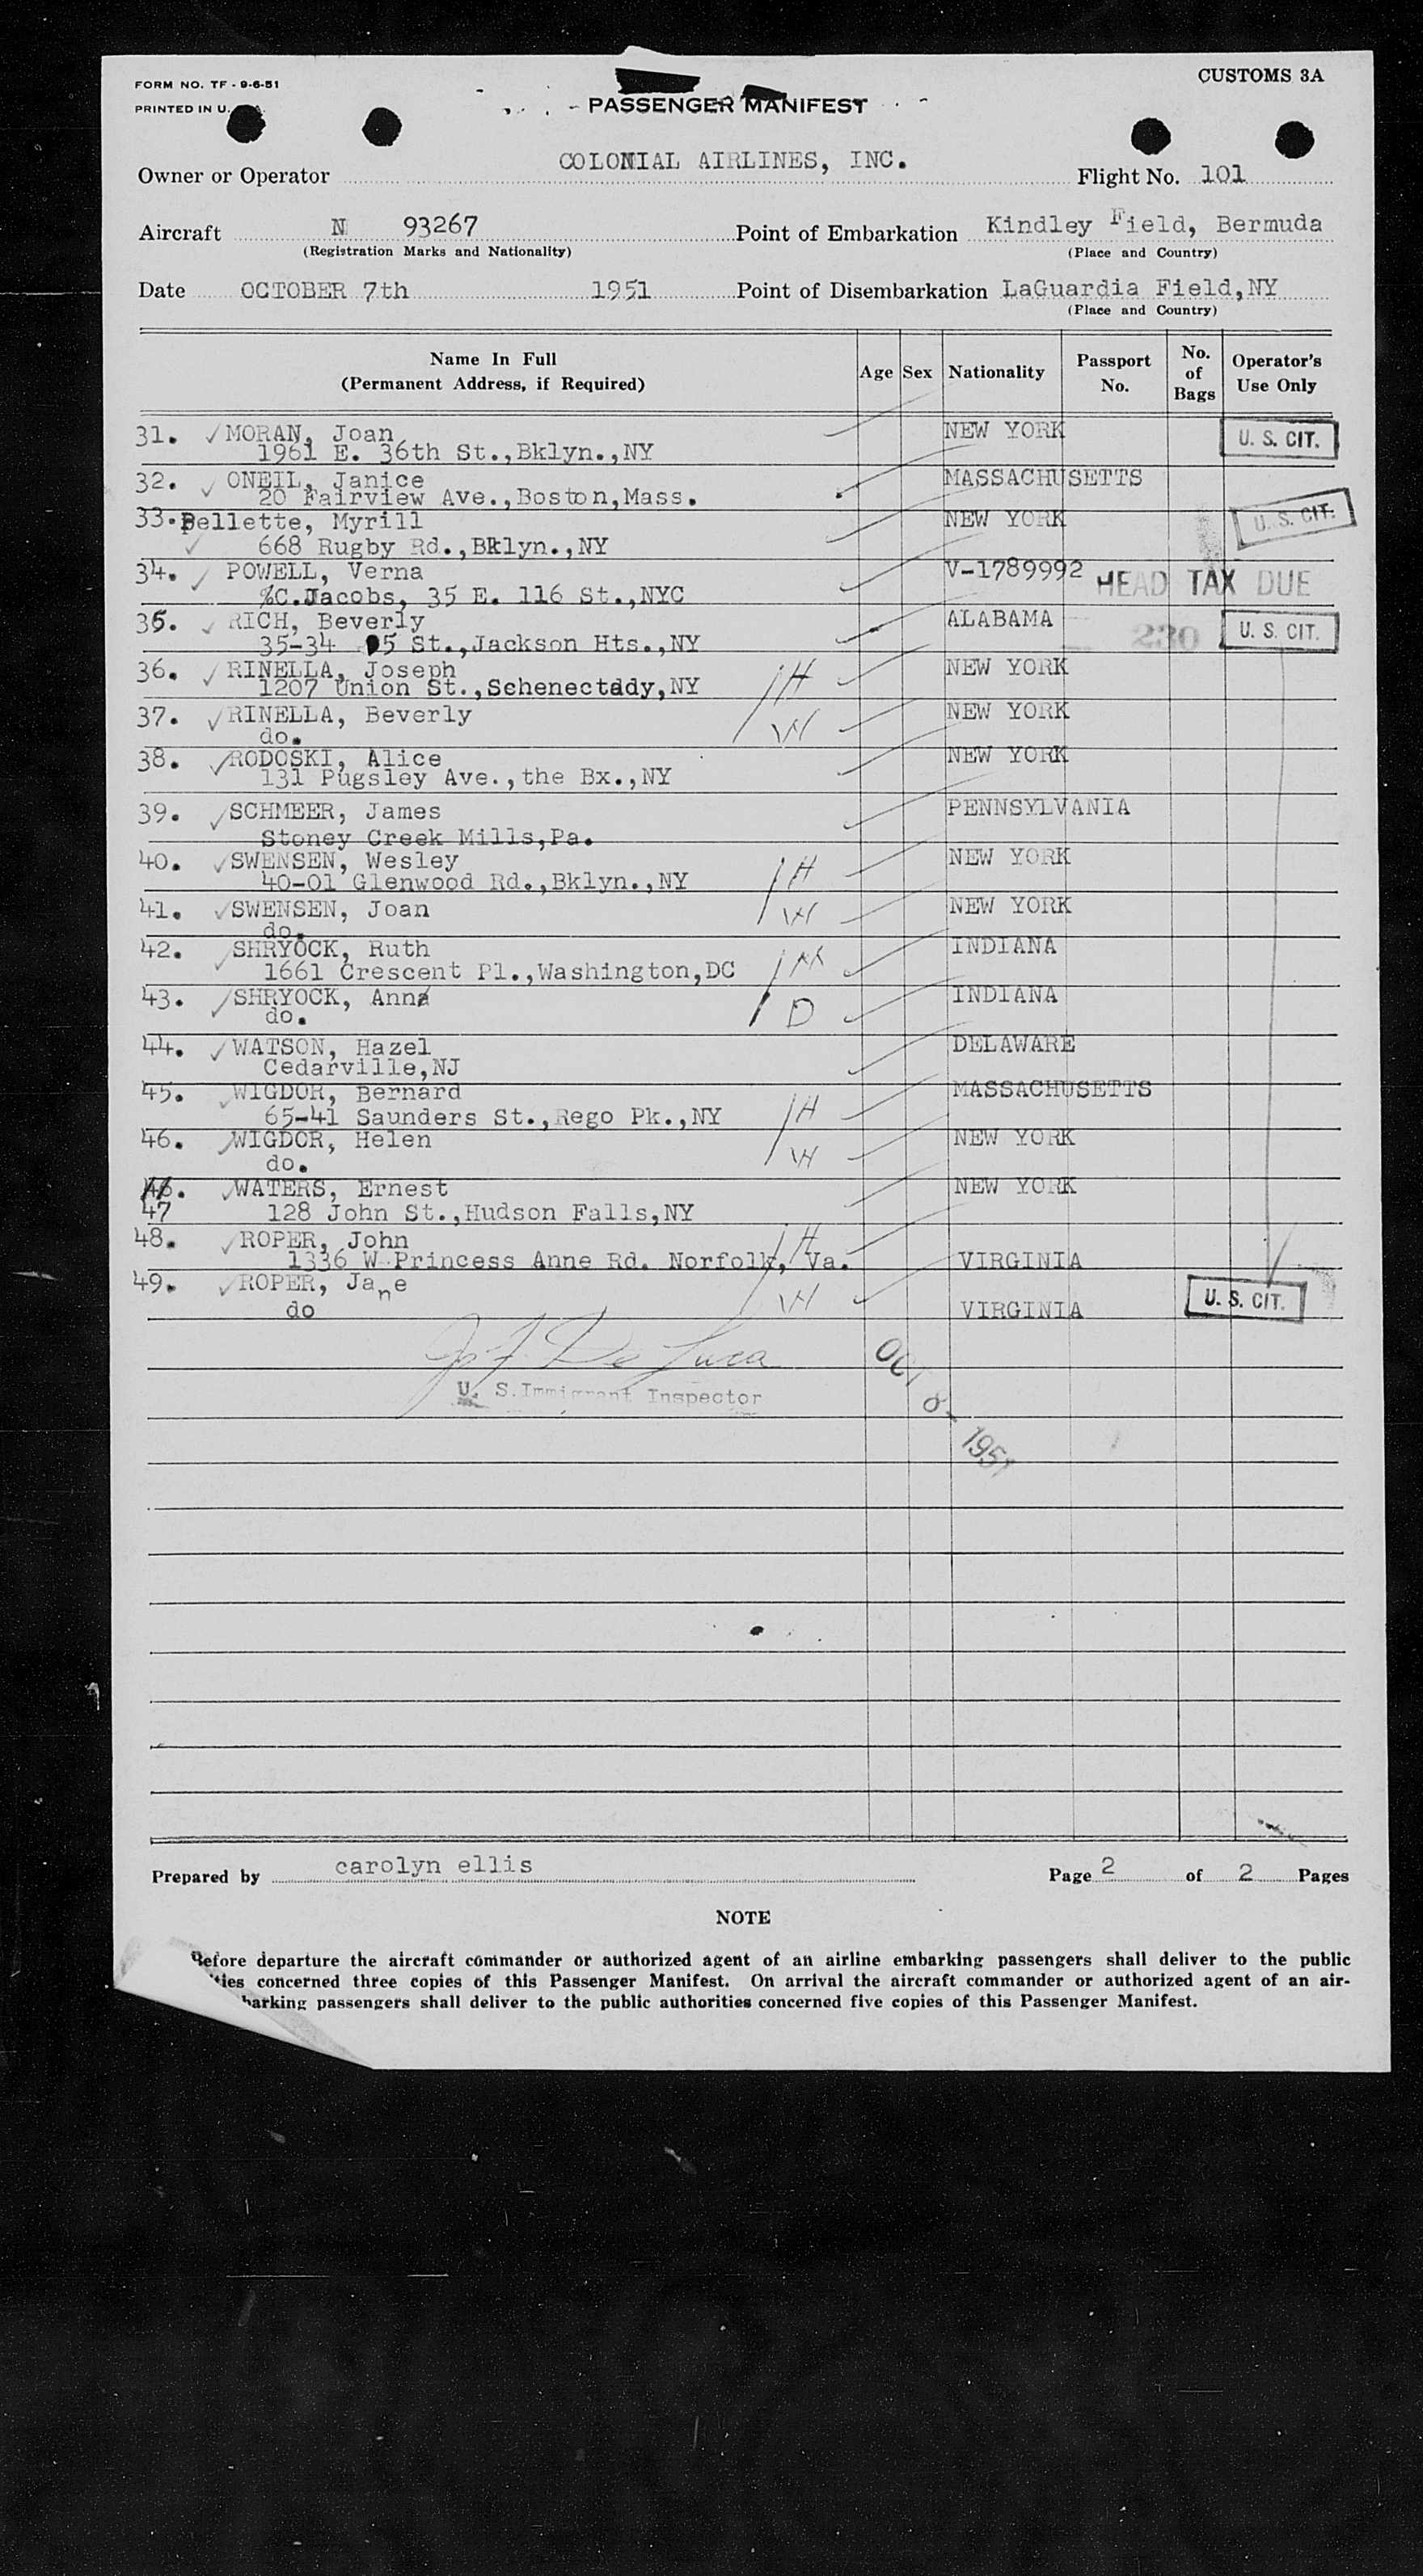 FORM NO. TF - 9-6-51
CUSTOMS 3A
PRINTED IN U.
PASSENGER MANIFEST
Owner or Operator COLONIAL AIRLINES, INC. Flight No. 101
Aircraft N 93267 Point of Embarkation Kindley Field, Bermuda
(Registration Marks and Nationality) (Place and Country)
Date OCTOBER 7th 1951 Point of Disembarkation LaGuardia Field,NY
(Place and Country)
Name In Full (Permanent Address, if Required) Age Sex Nationality Passport No. No. of Bags Operator's Use Only
31. MORAN, Joan NEW YORK U. S. CIT.
1961 E. 36th St.,Bklyn.,NY
32. ONEIL, Janice MASSACHUSETTS
20 Fairview Ave.,Boston,Mass.
33. Pellette, Myrill NEW YORK U. S. CIT.
668 Rugby Rd.,Bklyn.,NY
34. POWELL, Verna V-1789992 HEAD TAX DUE
%C.Jacobs, 35 E. 116 St.,NYC
35. RICH, Beverly ALABAMA 230 U. S. CIT.
35-34 5 St.,Jackson Hts.,NY
36. RINELLA, Joseph H NEW YORK
1207 Union St.,Schenectady,NY
37. RINELLA, Beverly W NEW YORK
do.
38. RODOSKI, Alice NEW YORK
131 Pugsley Ave.,the Bx.,NY
39. SCHMEER, James PENNSYLVANIA
Stoney Creek Mills,Pa.
40. SWENSEN, Wesley H NEW YORK
40-01 Glenwood Rd.,Bklyn.,NY
41. SWENSEN, Joan W NEW YORK
do.
42. SHRYOCK, Ruth M INDIANA
1661 Crescent Pl.,Washington,DC
43. SHRYOCK, Anna D INDIANA
do.
44. WATSON, Hazel DELAWARE
Cedarville,NJ
45. WIGDOR, Bernard H MASSACHUSETTS
65-41 Saunders St.,Rego Pk.,NY
46. WIGDOR, Helen W NEW YORK
do.
46. WATERS, Ernest NEW YORK
47 128 John St.,Hudson Falls,NY
48. ROPER, John H
1336 W Princess Anne Rd. Norfolk, Va. VIRGINIA
49. ROPER, Jane W U. S. CIT.
do VIRGINIA
De Luca
U. S. Immigrant Inspector
OCT 8- 1951
Prepared by carolyn ellis Page 2 of 2 Pages
NOTE
Before departure the aircraft commander or authorized agent of an airline embarking passengers shall deliver to the public
ties concerned three copies of this Passenger Manifest. On arrival the aircraft commander or authorized agent of an air-
barking passengers shall deliver to the public authorities concerned five copies of this Passenger Manifest.